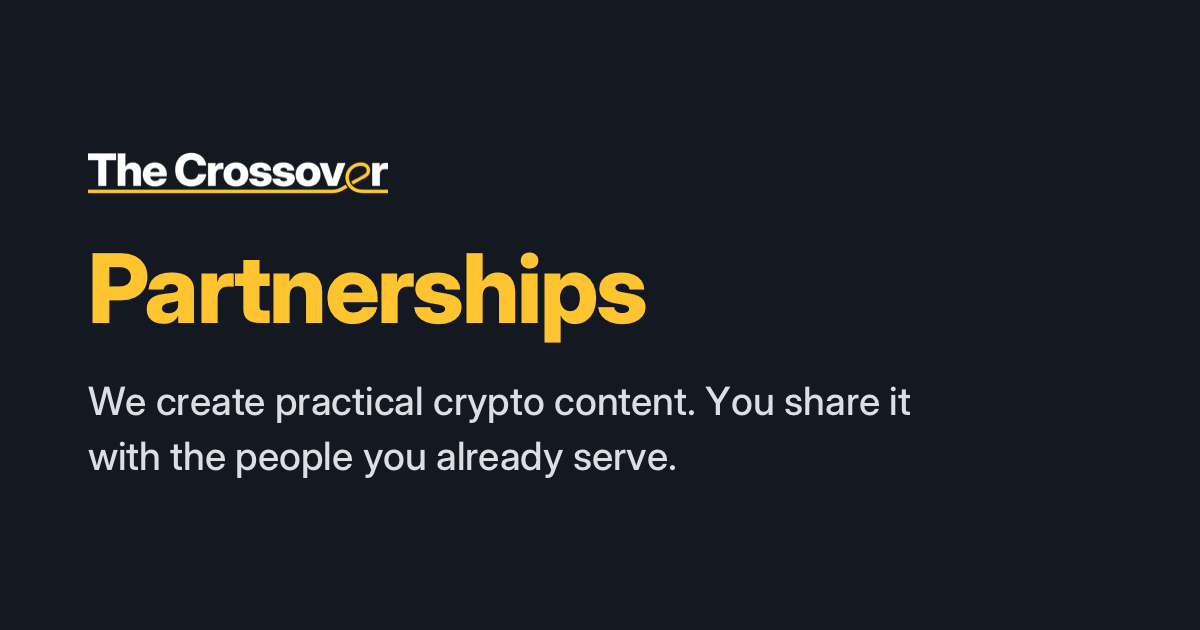 The Crossover
Partnerships
We create practical crypto content. You share it
with the people you already serve.